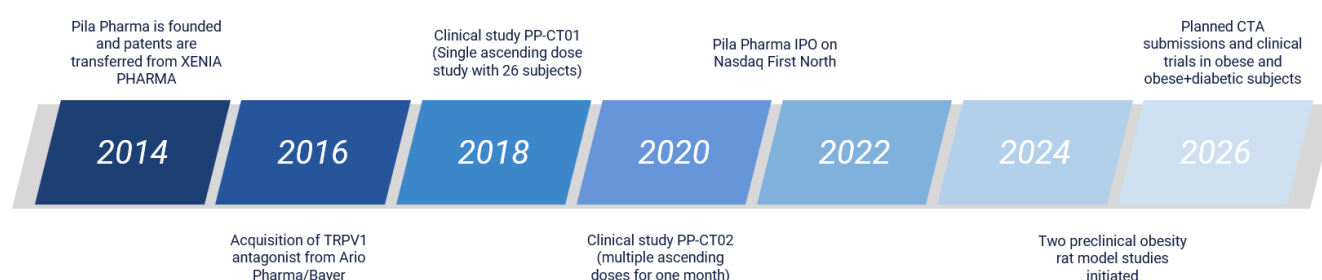 Pila Pharma is founded
and patents are
transferred from XENIA
PHARMA
Clinical study PP-CT01
(Single ascending dose
study with 26 subjects)
Pila Pharma IPO on
Nasdaq First North
Planned CTA
submissions and clinical
trials in obese and
obese+diabetic subjects
2014
2016
2018
2020
2022
2024
2026
Acquisition of TRPV1
antagonist from Ario
Pharma/Bayer
Clinical study PP-CT02
(multiple ascending
doses for one month)
Two preclinical obesity
rat model studies
initiated